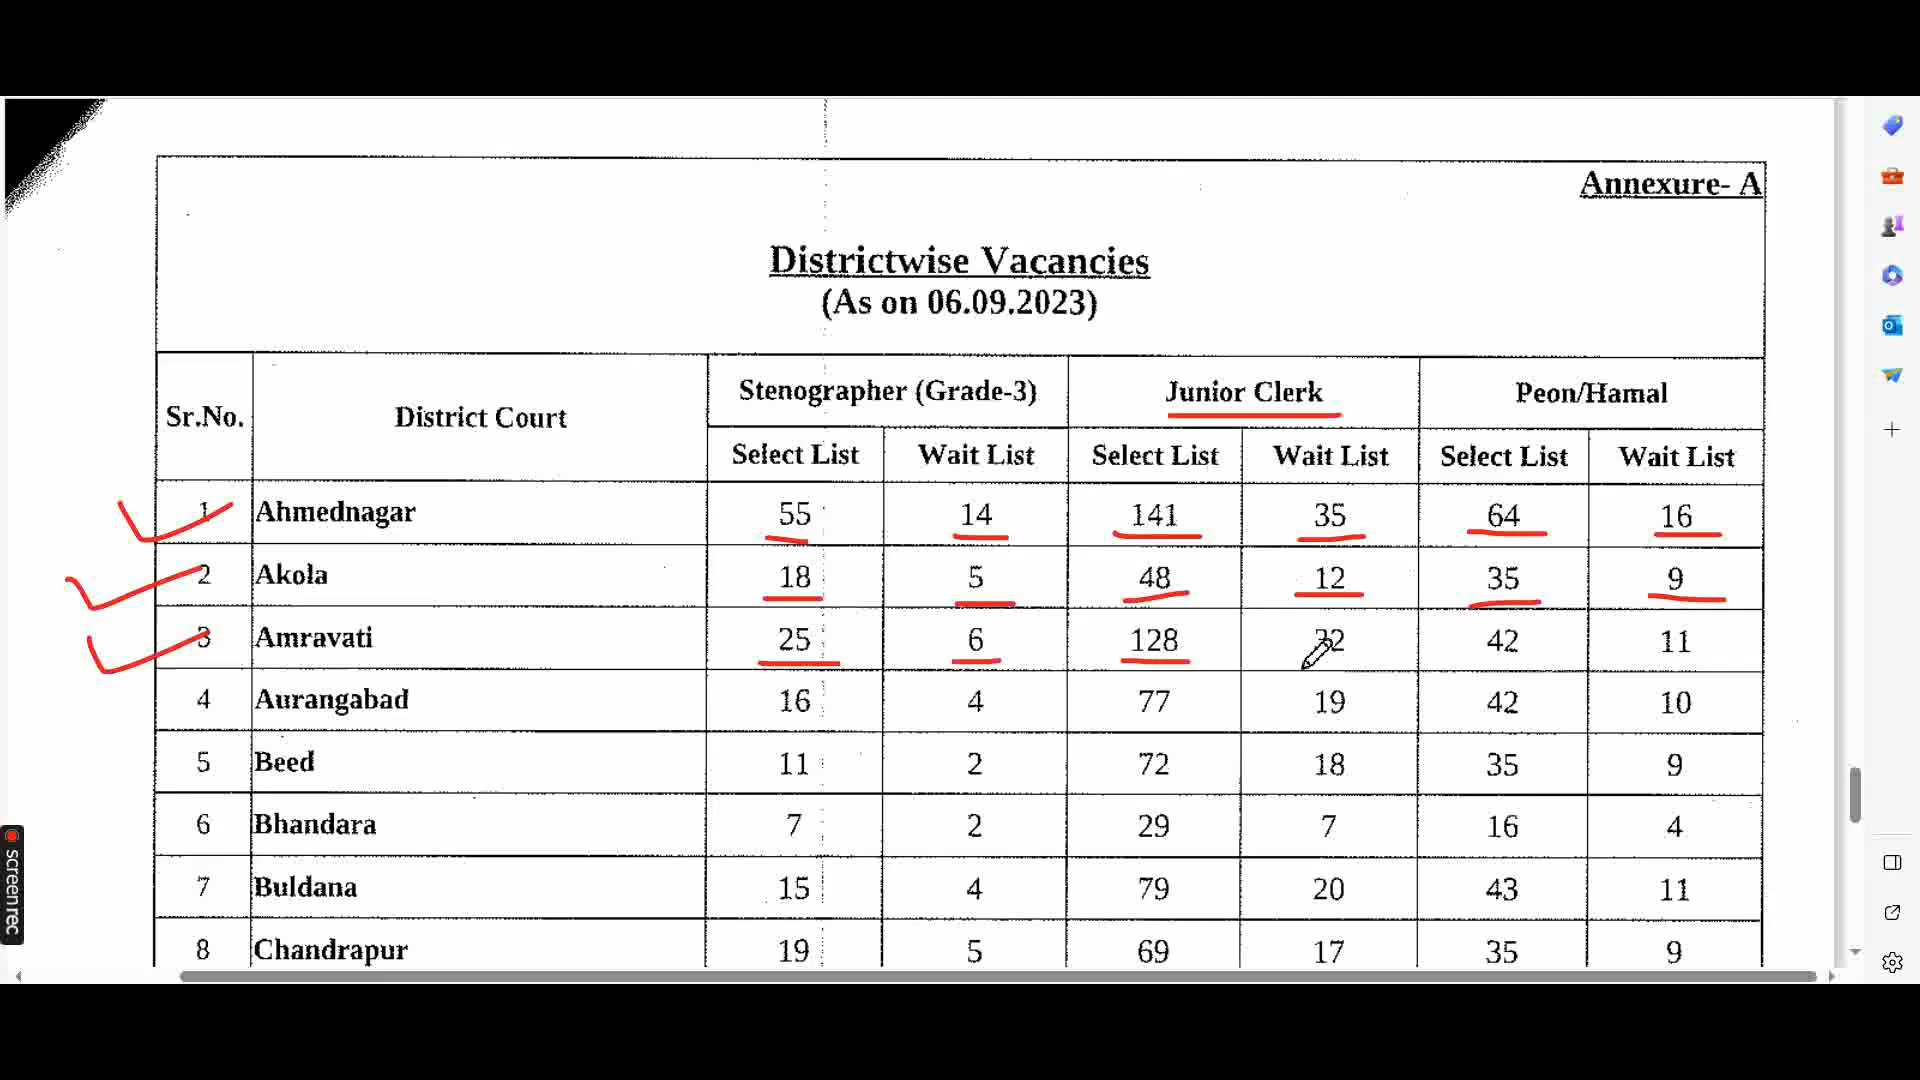 Annexure- A
Districtwise Vacancies
(As on 06.09.2023)
Sr.No. District Court Stenographer (Grade-3) Junior Clerk Peon/Hamal
Select List Wait List Select List Wait List Select List Wait List
1 Ahmednagar 55 14 141 35 64 16
2 Akola 18 5 48 12 35 9
3 Amravati 25 6 128 42 11
4 Aurangabad 16 4 77 19 42 10
5 Beed 11 2 72 18 35 9
6 Bhandara 7 2 29 7 16 4
7 Buldana 15 4 79 20 43 11
8 Chandrapur 19 5 69 17 35 9
screenrec